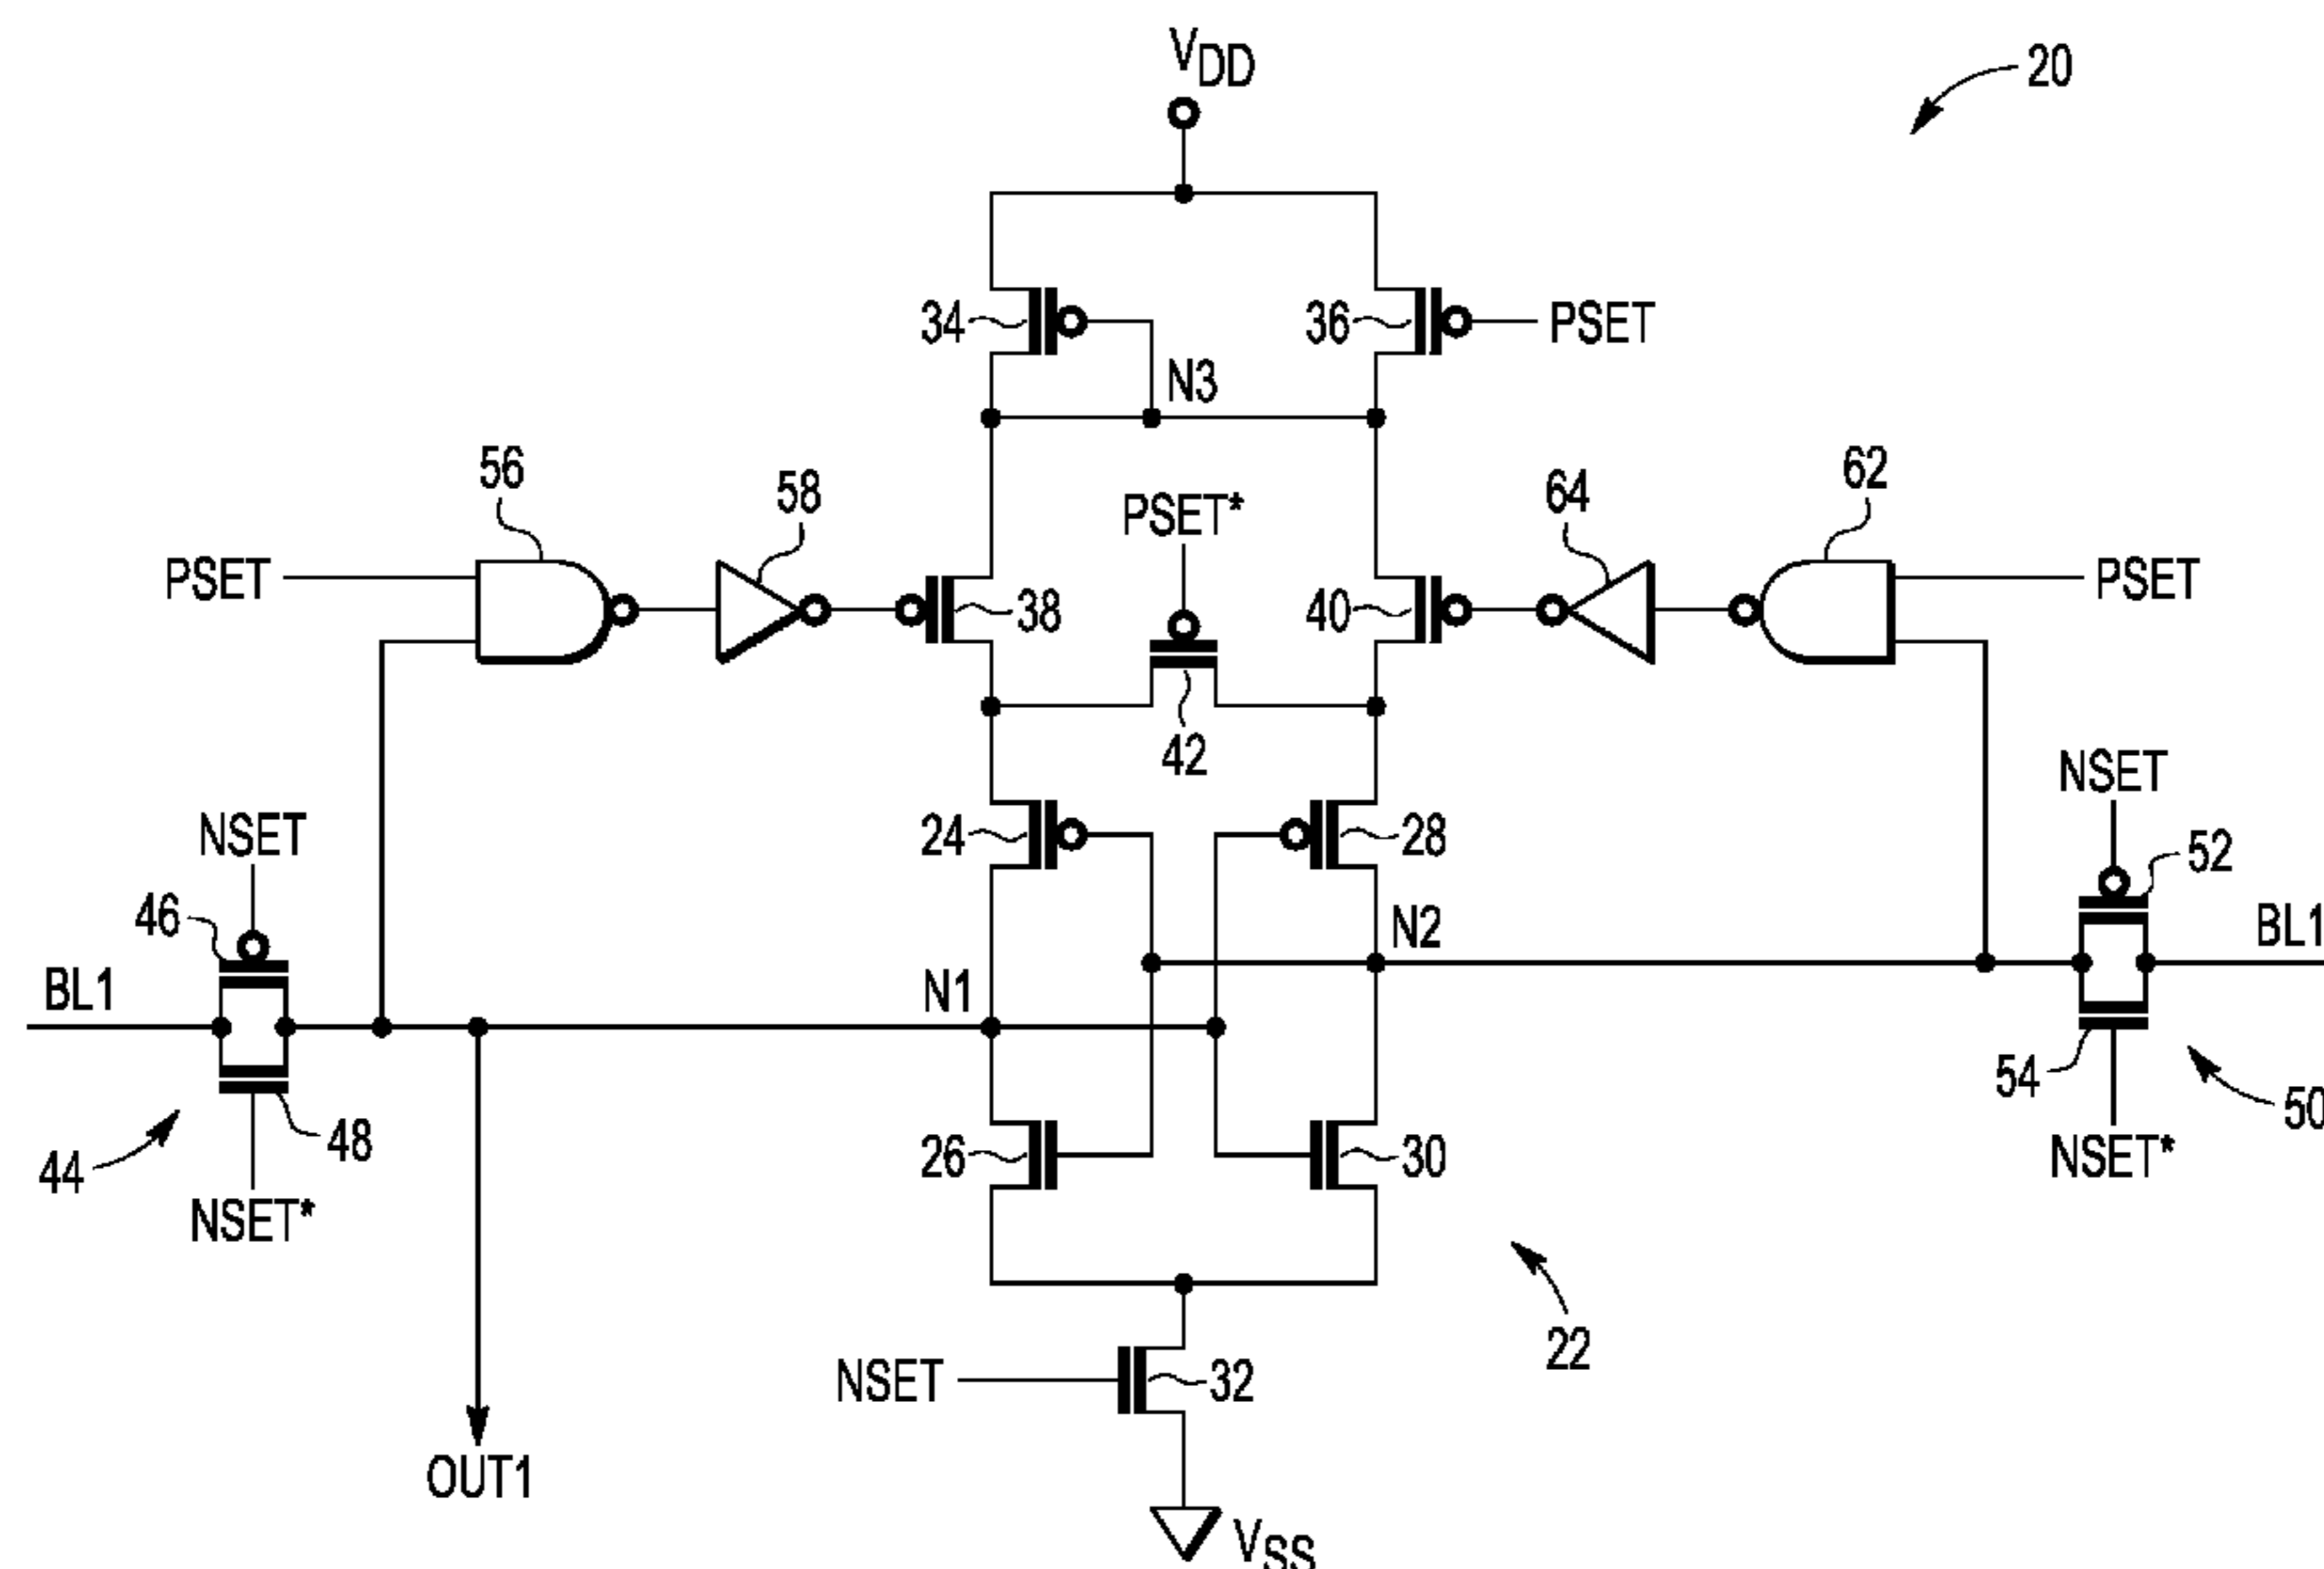 VDD
20
34
36
PSET
N3
56
58
PSET*
64
62
PSET
38
40
PSET
42
NSET
24
28
NSET
52
46
N2
BL1
BL1
N1
54
48
26
30
50
44
NSET*
NSET*
22
NSET
32
OUT1
VSS